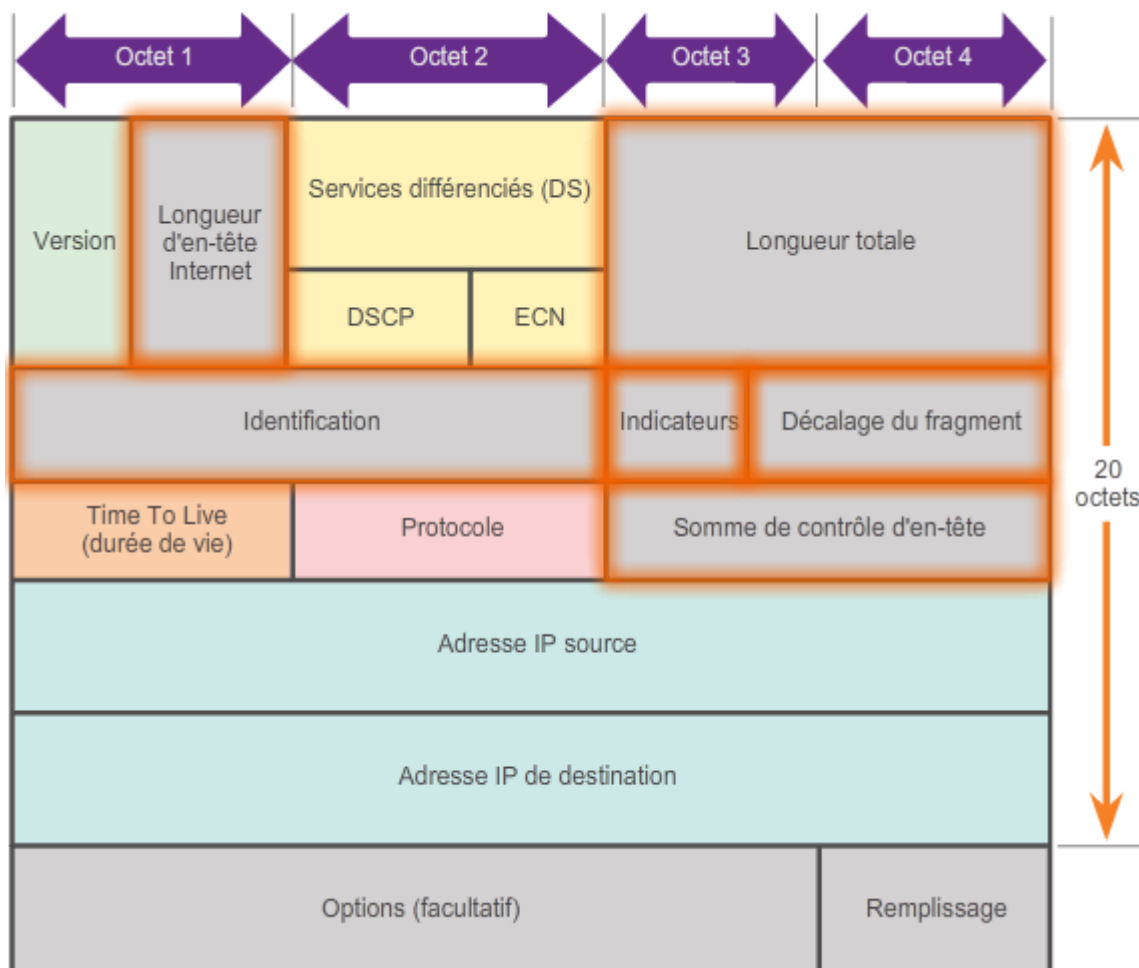 Octet 1
Octet 2
Octet 3
Octet 4
Version
Longueur
d'en-tête
Internet
Services différenciés (DS)
DSCP
ECN
Longueur totale
Identification
Indicateurs
Décalage du fragment
20
octets
Time To Live
(durée de vie)
Protocole
Somme de contrôle d'en-tête
Adresse IP source
Adresse IP de destination
Options (facultatif)
Remplissage